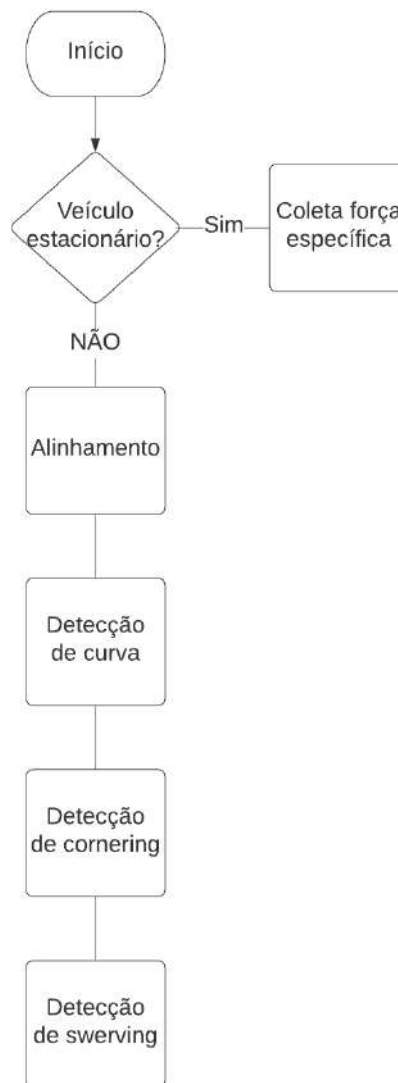 Início
Veículo
estacionário?
Sim
Coleta força
específica
NÃO
Alinhamento
Detecção
de curva
Detecção
de cornering
Detecção
de swerving